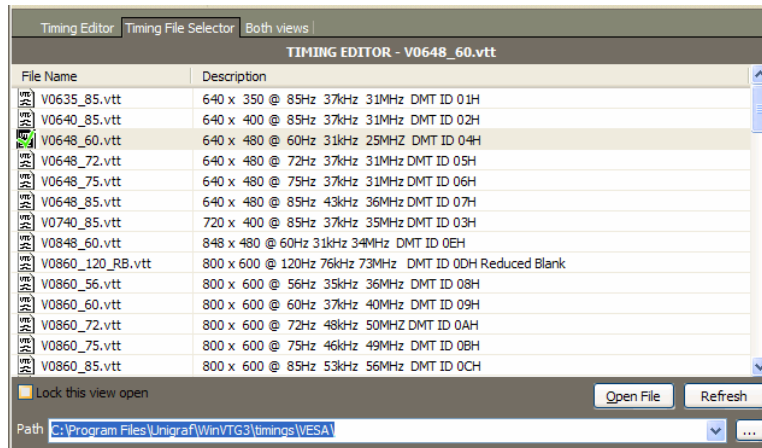 Timing Editor Timing File Selector Both views
TIMING EDITOR - V0648_60.vtt
File Name Description
V0635_85.vtt 640 x 350 @ 85Hz 37kHz 31MHz DMT ID 01H
V0640_85.vtt 640 x 400 @ 85Hz 37kHz 31MHz DMT ID 02H
V0648_60.vtt 640 x 480 @ 60Hz 31kHz 25MHZ DMT ID 04H
V0648_72.vtt 640 x 480 @ 72Hz 37kHz 31MHz DMT ID 05H
V0648_75.vtt 640 x 480 @ 75Hz 37kHz 31MHz DMT ID 06H
V0648_85.vtt 640 x 480 @ 85Hz 43kHz 36MHz DMT ID 07H
V0740_85.vtt 720 x 400 @ 85Hz 37kHz 35MHz DMT ID 03H
V0848_60.vtt 848 x 480 @ 60Hz 31kHz 34MHz DMT ID 0EH
V0860_120_RB.vtt 800 x 600 @ 120Hz 76kHz 73MHz DMT ID 0DH Reduced Blank
V0860_56.vtt 800 x 600 @ 56Hz 35kHz 36MHz DMT ID 08H
V0860_60.vtt 800 x 600 @ 60Hz 37kHz 40MHz DMT ID 09H
V0860_72.vtt 800 x 600 @ 72Hz 48kHz 50MHZ DMT ID 0AH
V0860_75.vtt 800 x 600 @ 75Hz 46kHz 49MHz DMT ID 0BH
V0860_85.vtt 800 x 600 @ 85Hz 53kHz 56MHz DMT ID 0CH
Lock this view open Open File Refresh
Path C:\Program Files\Unigraf\WinVTG3\timings\VESA\ ...